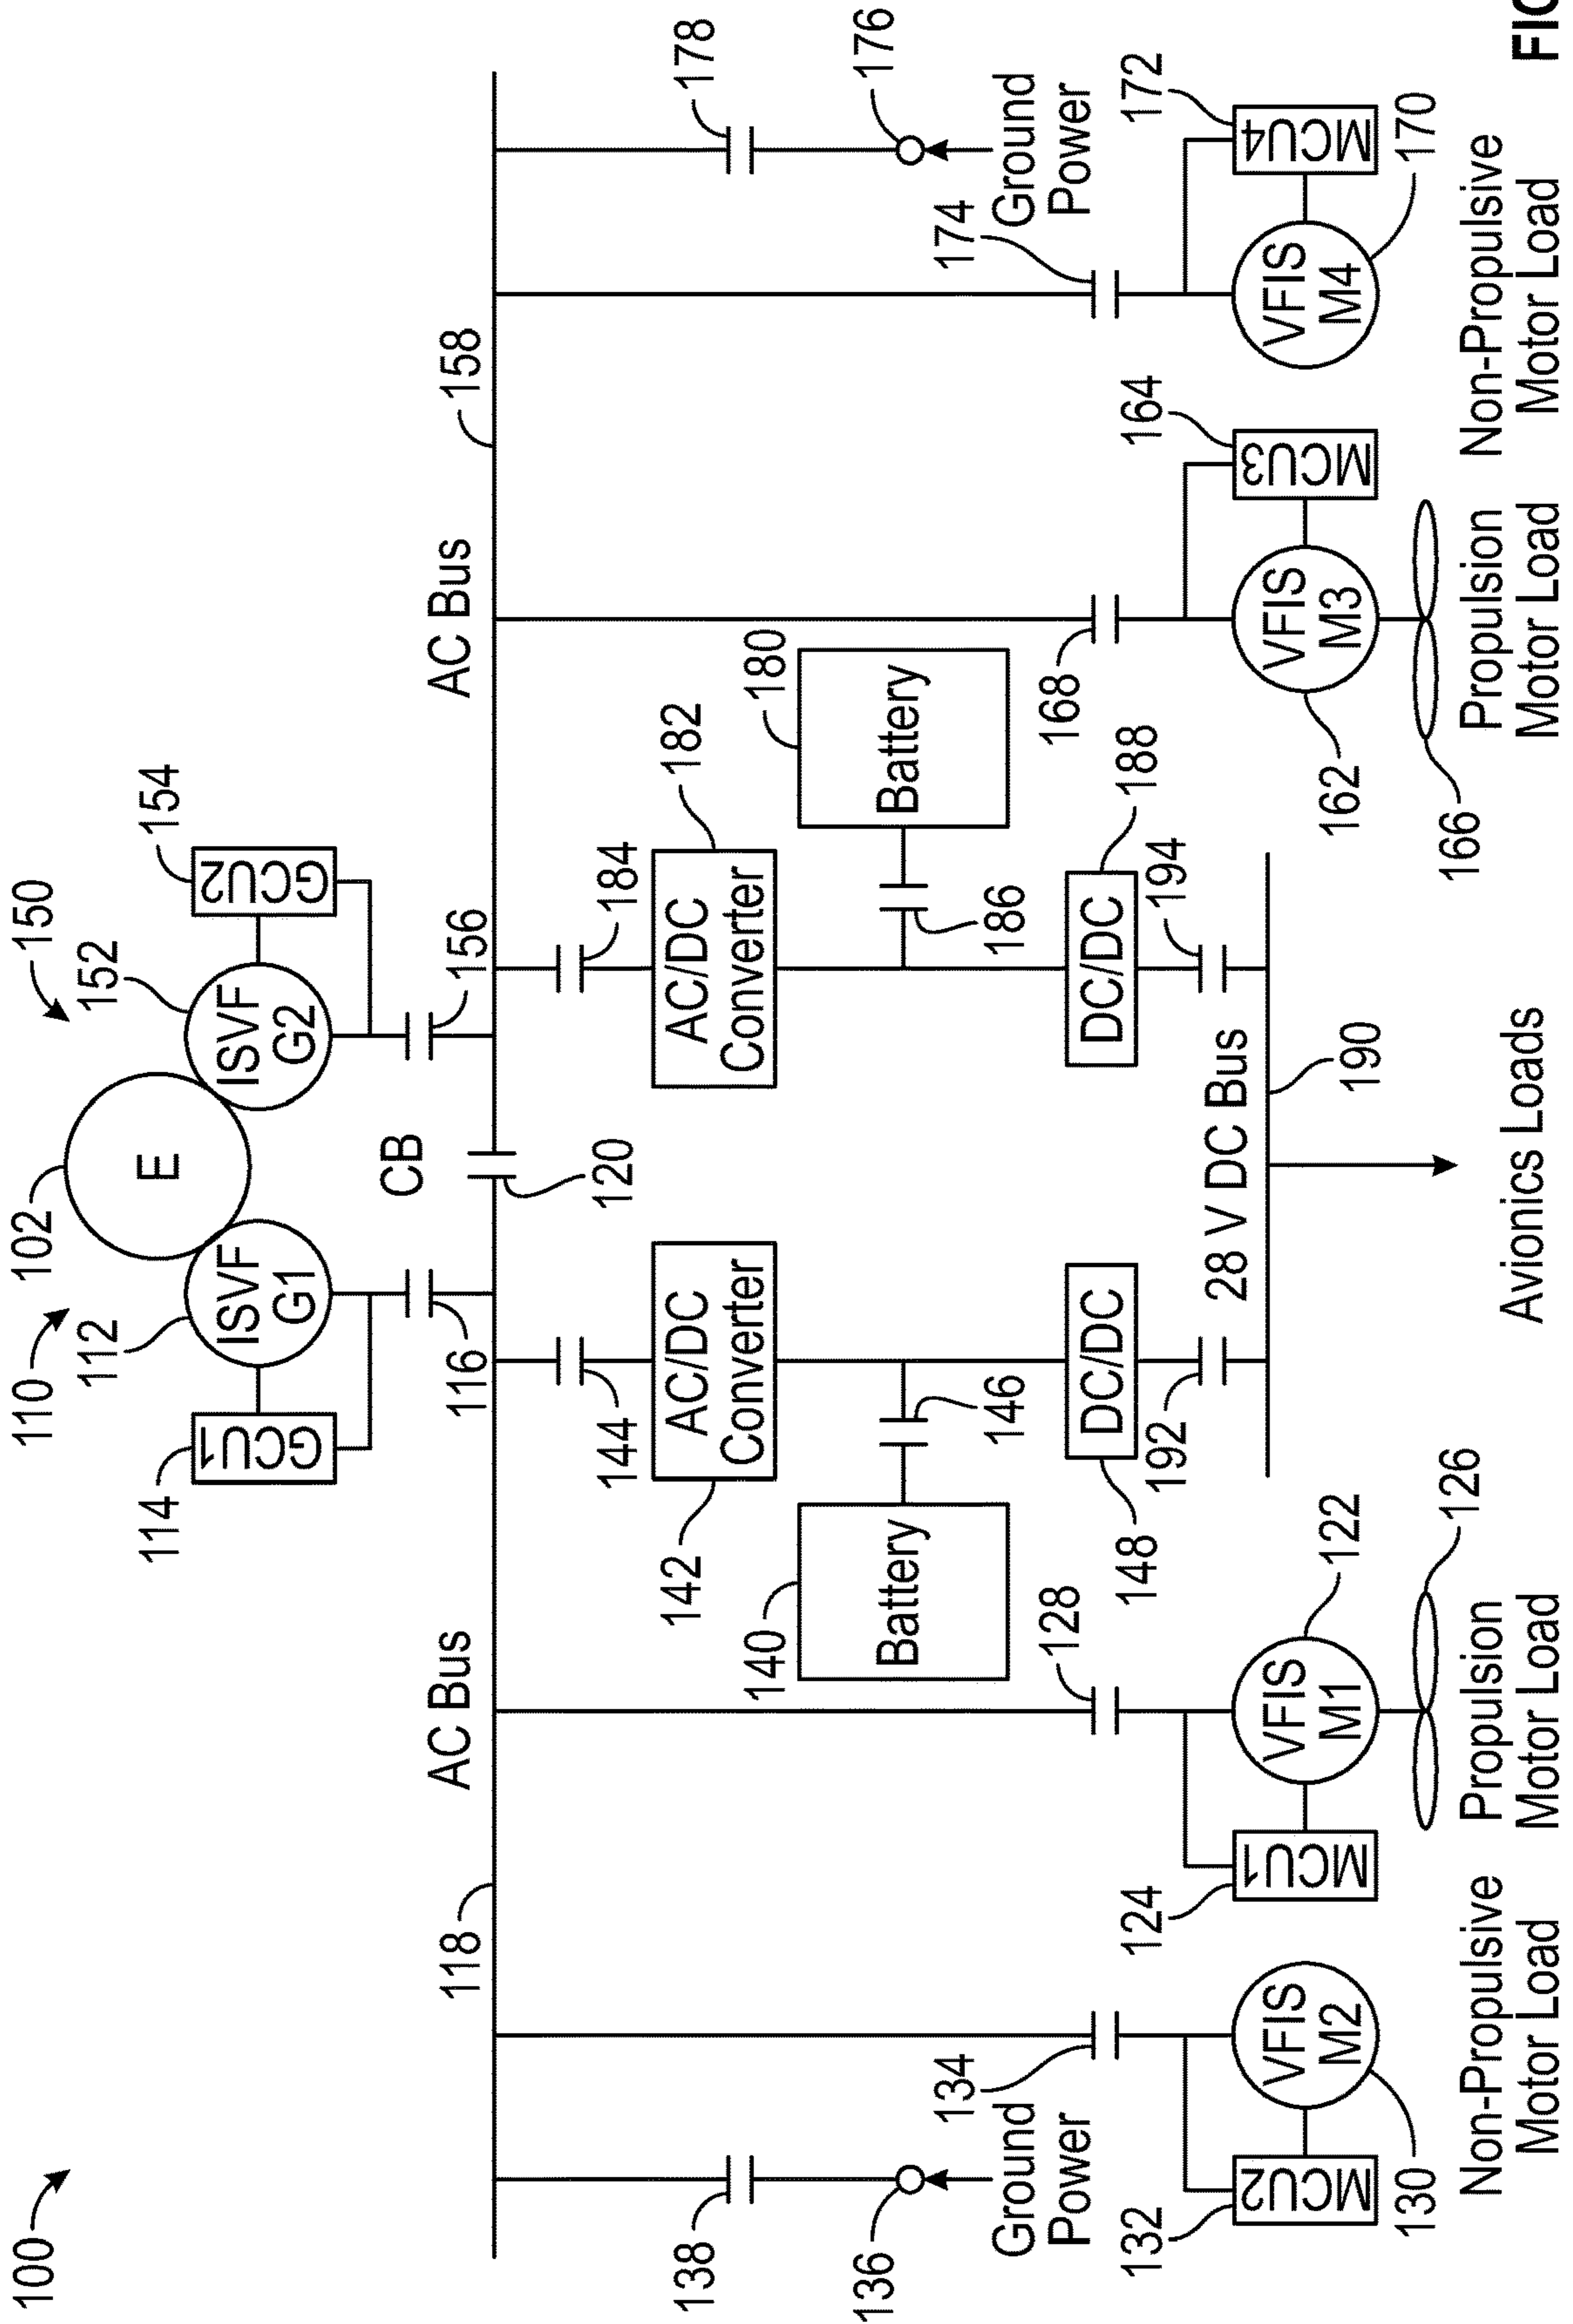 100
110
102
150
112
152
114
154
E
ISVF
G1
ISVF
G2
GCU1
GCU2
CB
116
156
118
AC Bus
AC Bus
158
120
144
184
138
178
142
AC/DC
Converter
AC/DC
Converter
182
140
180
136
176
Battery
Battery
146
186
134
174
Ground
Power
Ground
Power
128
168
148
DC/DC
DC/DC
188
192
194
28 V DC Bus
124
122
162
164
132
172
MCU2
VFIS
M2
MCU1
VFIS
M1
VFIS
M3
MCU3
VFIS
M4
MCU4
190
130
170
126
166
Non-Propulsive
Motor Load
Propulsion
Motor Load
Avionics Loads
Propulsion
Motor Load
Non-Propulsive
Motor Load